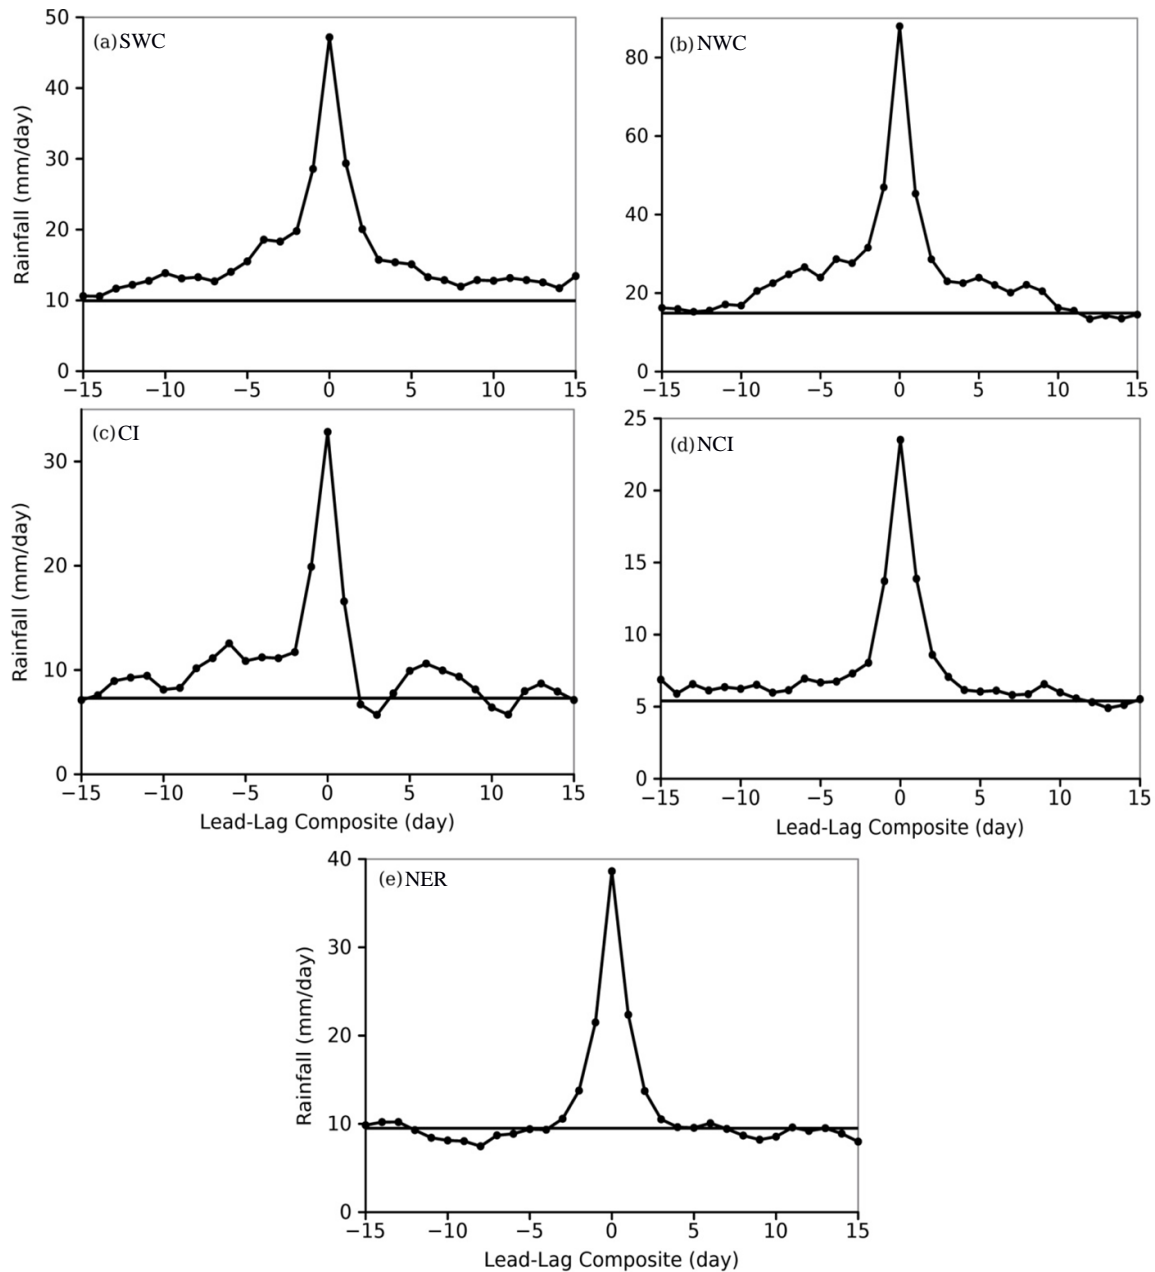 (a) SWC
Rainfall (mm/day)
50
40
30
20
10
0
−15 −10 −5 0 5 10 15
(b) NWC
80
60
40
20
0
−15 −10 −5 0 5 10 15
(c) CI
Rainfall (mm/day)
30
20
10
0
−15 −10 −5 0 5 10 15
Lead-Lag Composite (day)
(d) NCI
25
20
15
10
5
0
−15 −10 −5 0 5 10 15
Lead-Lag Composite (day)
(e) NER
Rainfall (mm/day)
40
30
20
10
0
−15 −10 −5 0 5 10 15
Lead-Lag Composite (day)